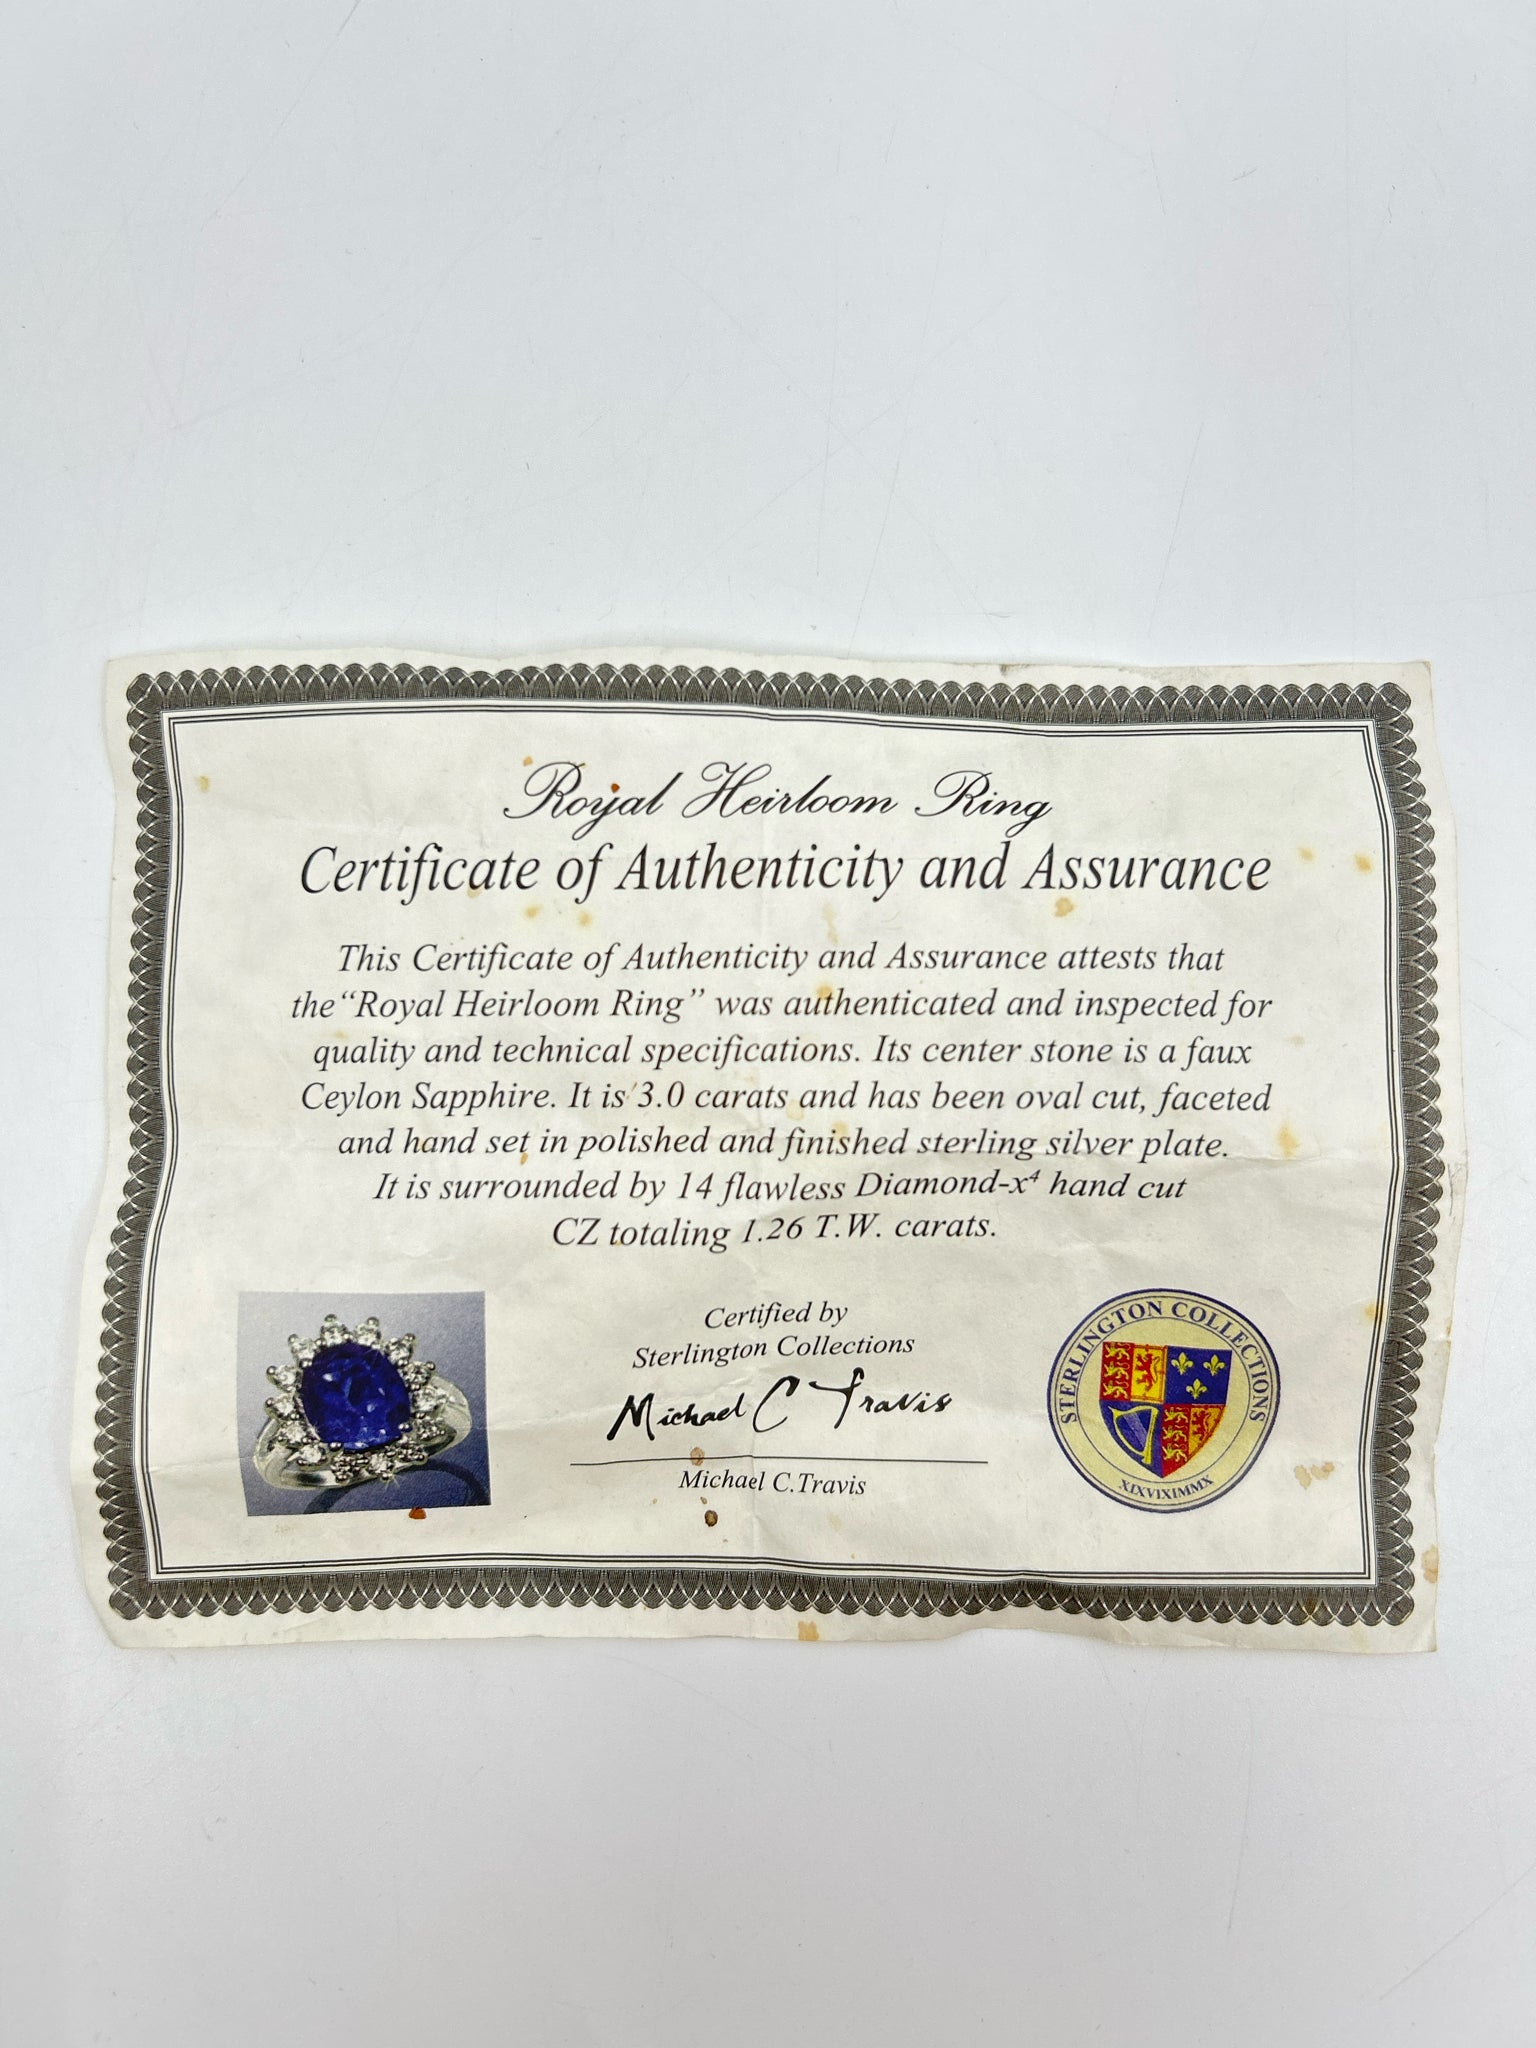 Royal Heirloom Ring
Certificate of Authenticity and Assurance
This Certificate of Authenticity and Assurance attests that
the “Royal Heirloom Ring” was authenticated and inspected for
quality and technical specifications. Its center stone is a faux
Ceylon Sapphire. It is 3.0 carats and has been oval cut, faceted
and hand set in polished and finished sterling silver plate.
It is surrounded by 14 flawless Diamond-x⁴ hand cut
CZ totaling 1.26 T.W. carats.
Certified by
Sterlington Collections
Michael C Travis
Michael C.Travis
STERLINGTON COLLECTIONS
XIXVIXIMMX